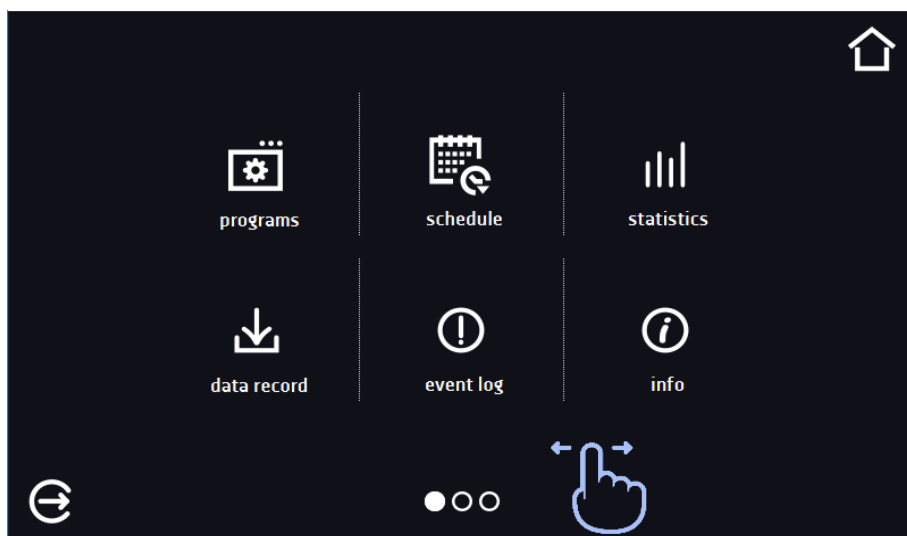 programs
schedule
statistics
data record
event log
info